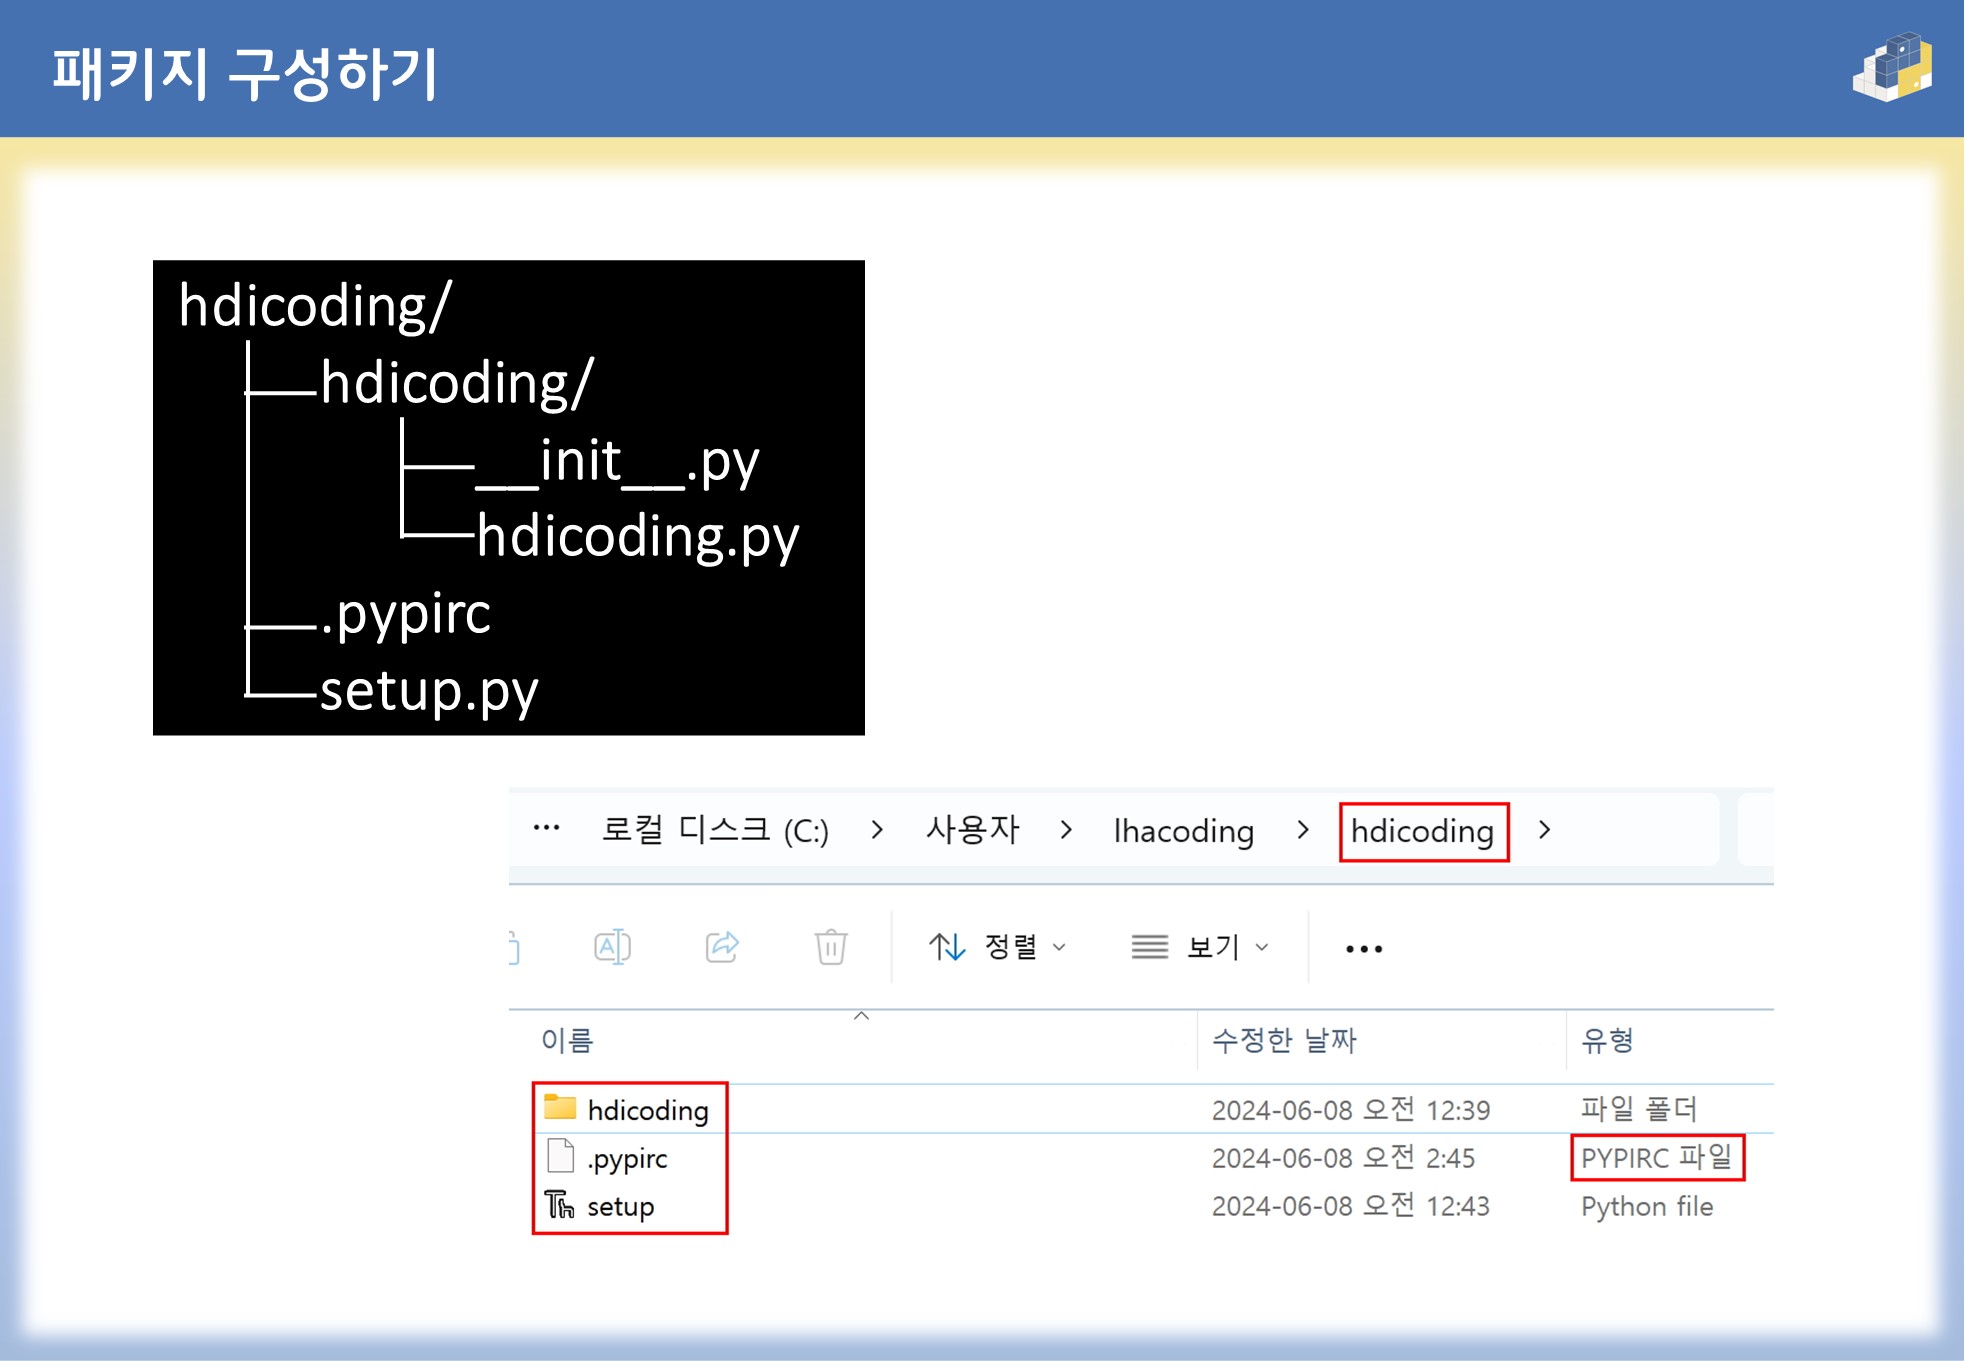 패키지 구성하기
hdicoding/
hdicoding/
__init__.py
hdicoding.py
.pypirc
setup.py
··· 로컬 디스크 (C:) > 사용자 > lhacoding > hdicoding >
정렬 보기 ···
이름 수정한 날짜 유형
hdicoding 2024-06-08 오전 12:39 파일 폴더
.pypirc 2024-06-08 오전 2:45 PYPIRC 파일
setup 2024-06-08 오전 12:43 Python file